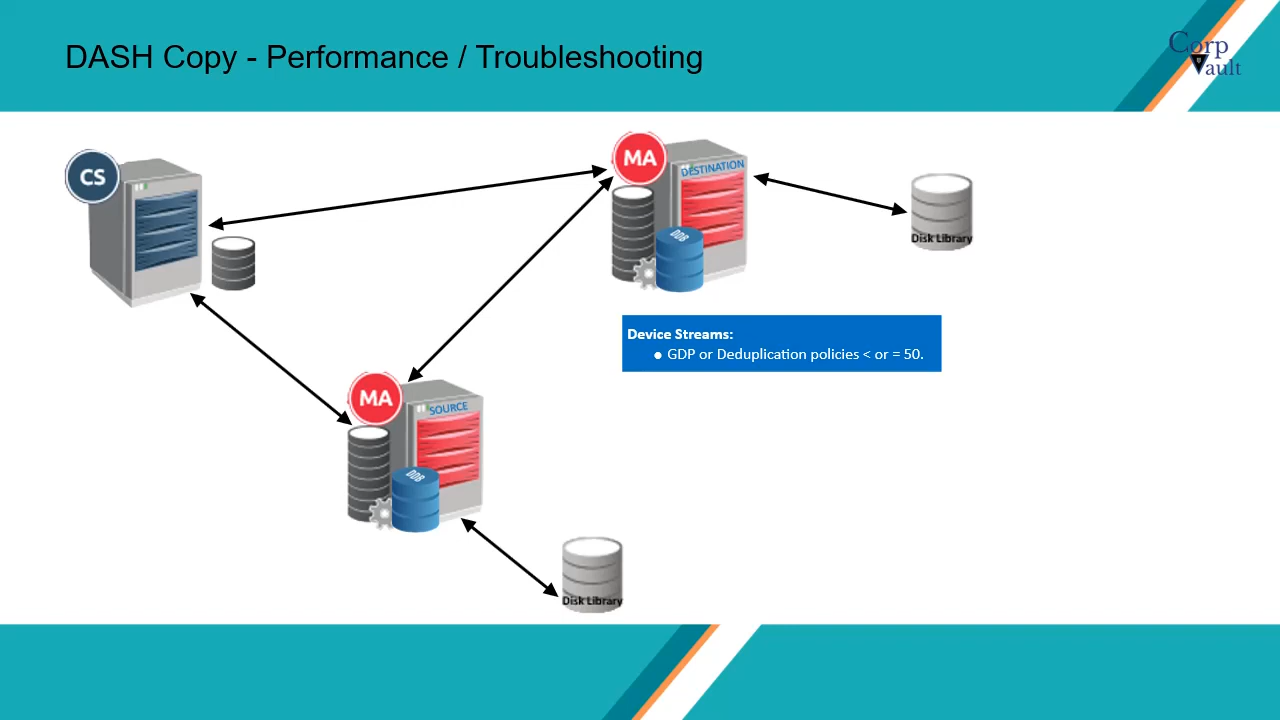 DASH Copy - Performance / Troubleshooting
Corp
Vault
CS
MA
DESTINATION
DDB
Disk Library
Device Streams:
● GDP or Deduplication policies < or = 50.
MA
SOURCE
DDB
Disk Library